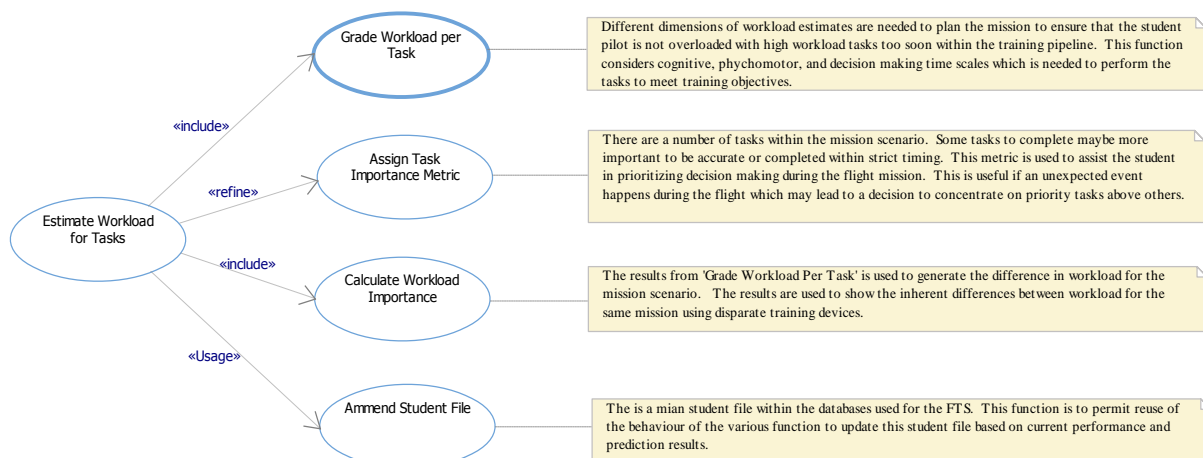 Grade Workload per
Task
Different dimensions of workload estimates are needed to plan the mission to ensure that the student
pilot is not overloaded with high workload tasks too soon within the training pipeline. This function
considers cognitive, phychomotor, and decision making time scales which is needed to perform the
tasks to meet training objectives.
«include»
Assign Task
Importance Metric
There are a number of tasks within the mission scenario. Some tasks to complete maybe more
important to be accurate or completed within strict timing. This metric is used to assist the student
in prioritizing decision making during the flight mission. This is useful if an unexpected event
happens during the flight which may lead to a decision to concentrate on priority tasks above others.
«refine»
Estimate Workload
for Tasks
«include»
Calculate Workload
Importance
The results from 'Grade Workload Per Task' is used to generate the difference in workload for the
mission scenario. The results are used to show the inherent differences between workload for the
same mission using disparate training devices.
«Usage»
Ammend Student File
The is a mian student file within the databases used for the FTS. This function is to permit reuse of
the behaviour of the various function to update this student file based on current performance and
prediction results.